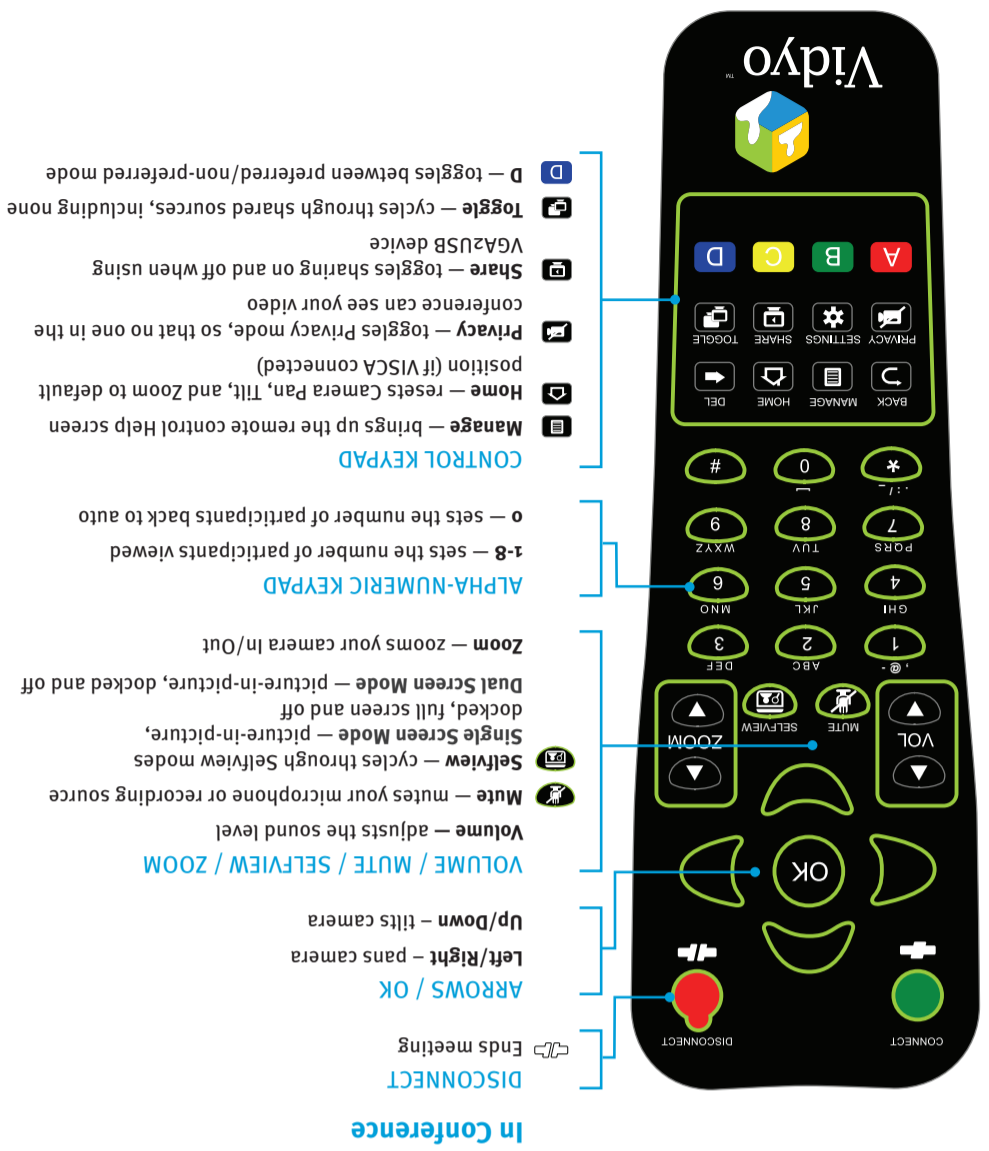 In Conference
DISCONNECT
Ends meeting
ARROWS / OK
Left/Right – pans camera
Up/Down – tilts camera
VOLUME / MUTE / SELFVIEW / ZOOM
Volume — adjusts the sound level
Mute — mutes your microphone or recording source
Selfview — cycles through Selfview modes
Single Screen Mode — picture-in-picture,
docked, full screen and off
Dual Screen Mode — picture-in-picture, docked and off
Zoom — zooms your camera In/Out
ALPHA-NUMERIC KEYPAD
1-8 — sets the number of participants viewed
0 — sets the number of participants back to auto
CONTROL KEYPAD
Manage — brings up the remote control Help screen
Home — resets Camera Pan, Tilt, and Zoom to default
position (if VISCA connected)
Privacy — toggles Privacy mode, so that no one in the
conference can see your video
Share — toggles sharing on and off when using
VGA2USB device
Toggle — cycles through shared sources, including none
D D — toggles between preferred/non-preferred mode
CONNECT DISCONNECT
OK
VOL MUTE SELFVIEW ZOOM
, @ - ABC DEF
1 2 3
GHI JKL MNO
4 5 6
PQRS TUV WXYZ
7 8 9
. : / _
* 0 #
BACK MANAGE HOME DEL
PRIVACY SETTINGS SHARE TOGGLE
A B C D
Vidyo™